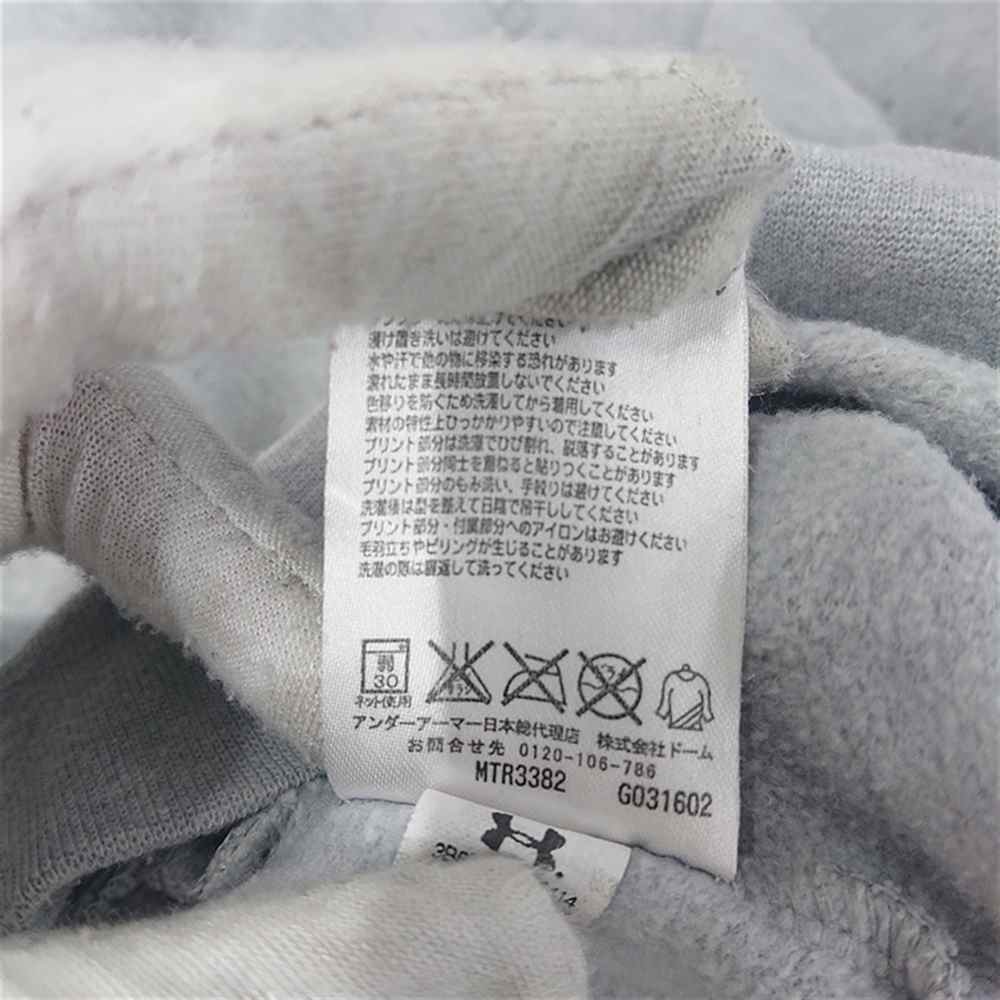 漬け置き洗いは避けてください
水や汗で他の物に移染する恐れがあります
濡れたまま長時間放置しないでください
色移りを防ぐため洗濯してから着用してください
素材の特性上ひっかかりやすいので注意してください
プリント部分は洗濯でひび割れ、脱落することがあります
プリント部分同士を重ねると貼りつくことがあります
プリント部分のもみ洗い、手絞りは避けてください
洗濯後は型を整えて日陰で吊干ししてください
プリント部分・付属部分へのアイロンはお避けください
毛羽立ちやピリングが生じることがあります
洗濯の際は裏返して洗ってください
弱
30
ネット使用
アンダーアーマー日本総代理店 株式会社ドーム
お問合せ先 0120-106-786
MTR3382 G031602